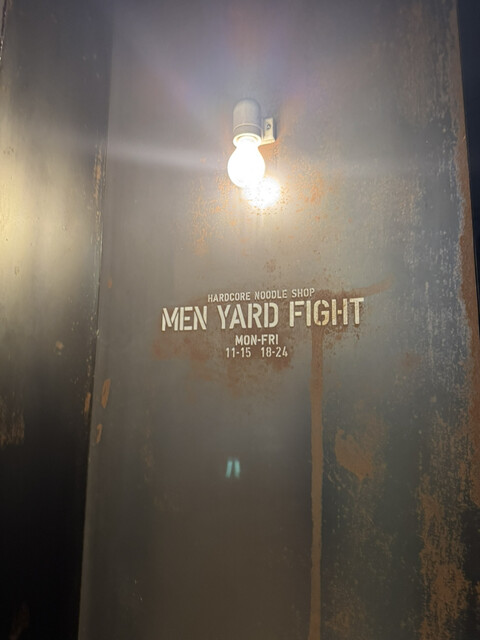 HARDCORE NOODLE SHOP
MEN YARD FIGHT
MON-FRI
11-15 18-24